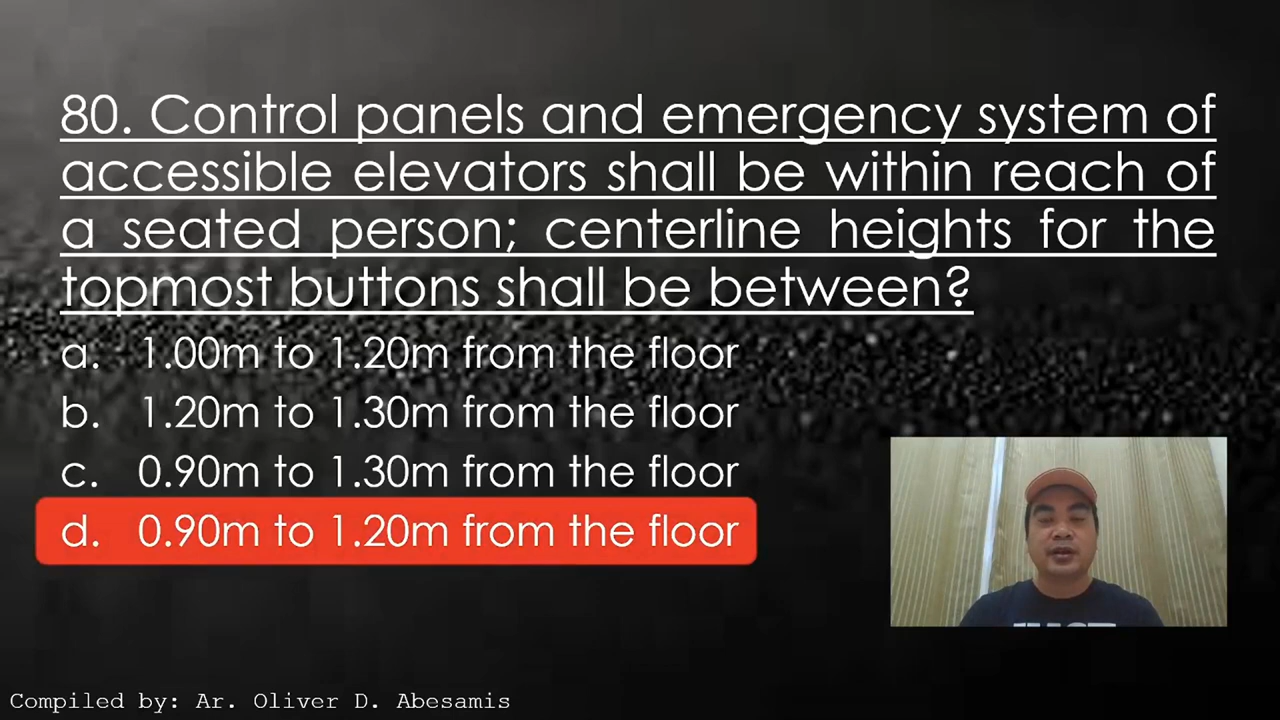 80. Control panels and emergency system of
accessible elevators shall be within reach of
a seated person; centerline heights for the
topmost buttons shall be between?
a. 1.00m to 1.20m from the floor
b. 1.20m to 1.30m from the floor
c. 0.90m to 1.30m from the floor
d. 0.90m to 1.20m from the floor
Compiled by: Ar. Oliver D. Abesamis